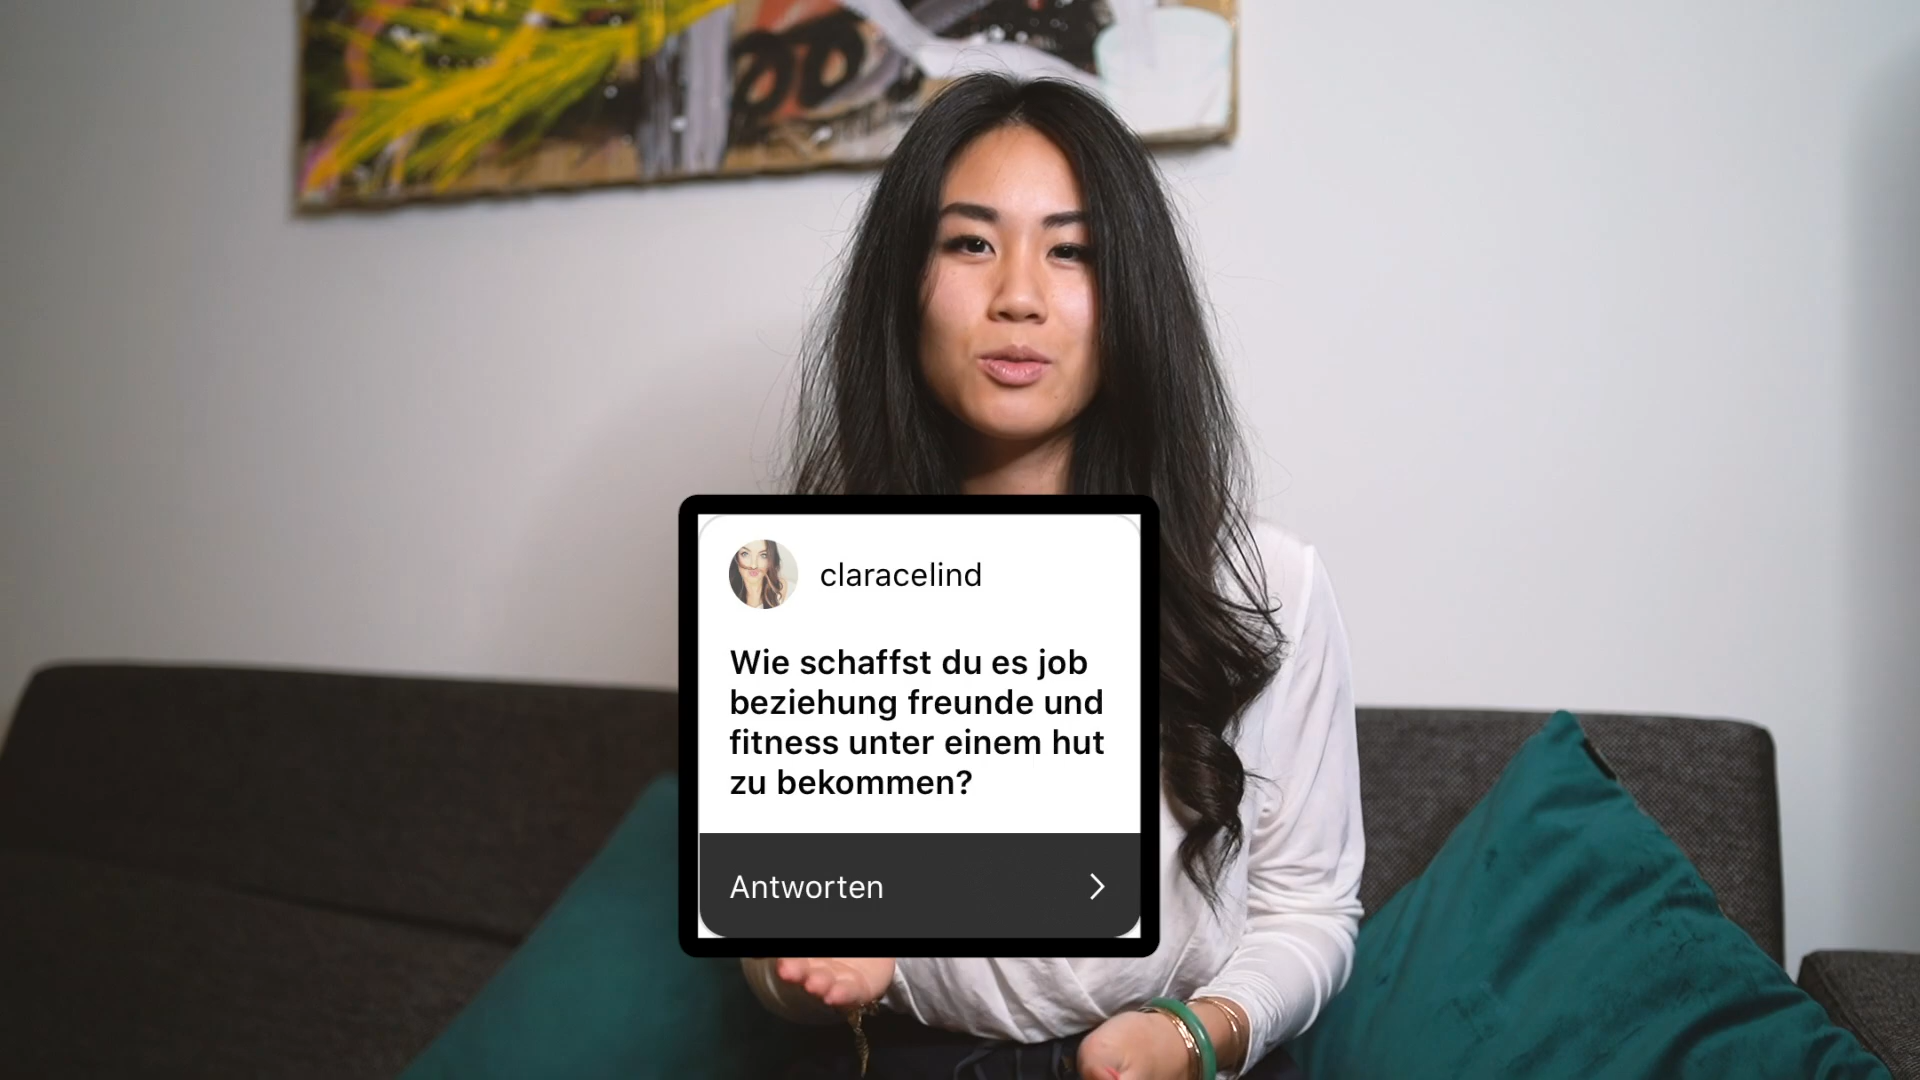 claracelind
Wie schaffst du es job
beziehung freunde und
fitness unter einem hut
zu bekommen?
Antworten